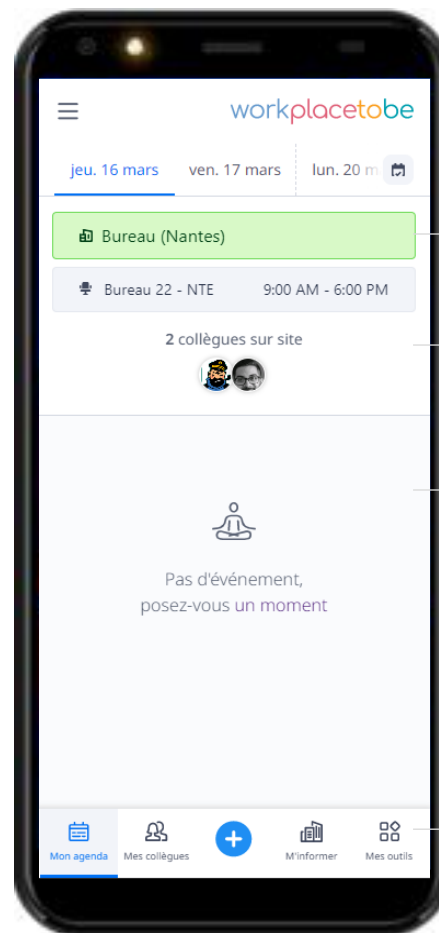 workplacetobe
jeu. 16 mars ven. 17 mars lun. 20 m
Bureau (Nantes)
Bureau 22 - NTE 9:00 AM - 6:00 PM
2 collègues sur site
Pas d'événement,
posez-vous un moment
Mon agenda Mes collègues M'informer Mes outils